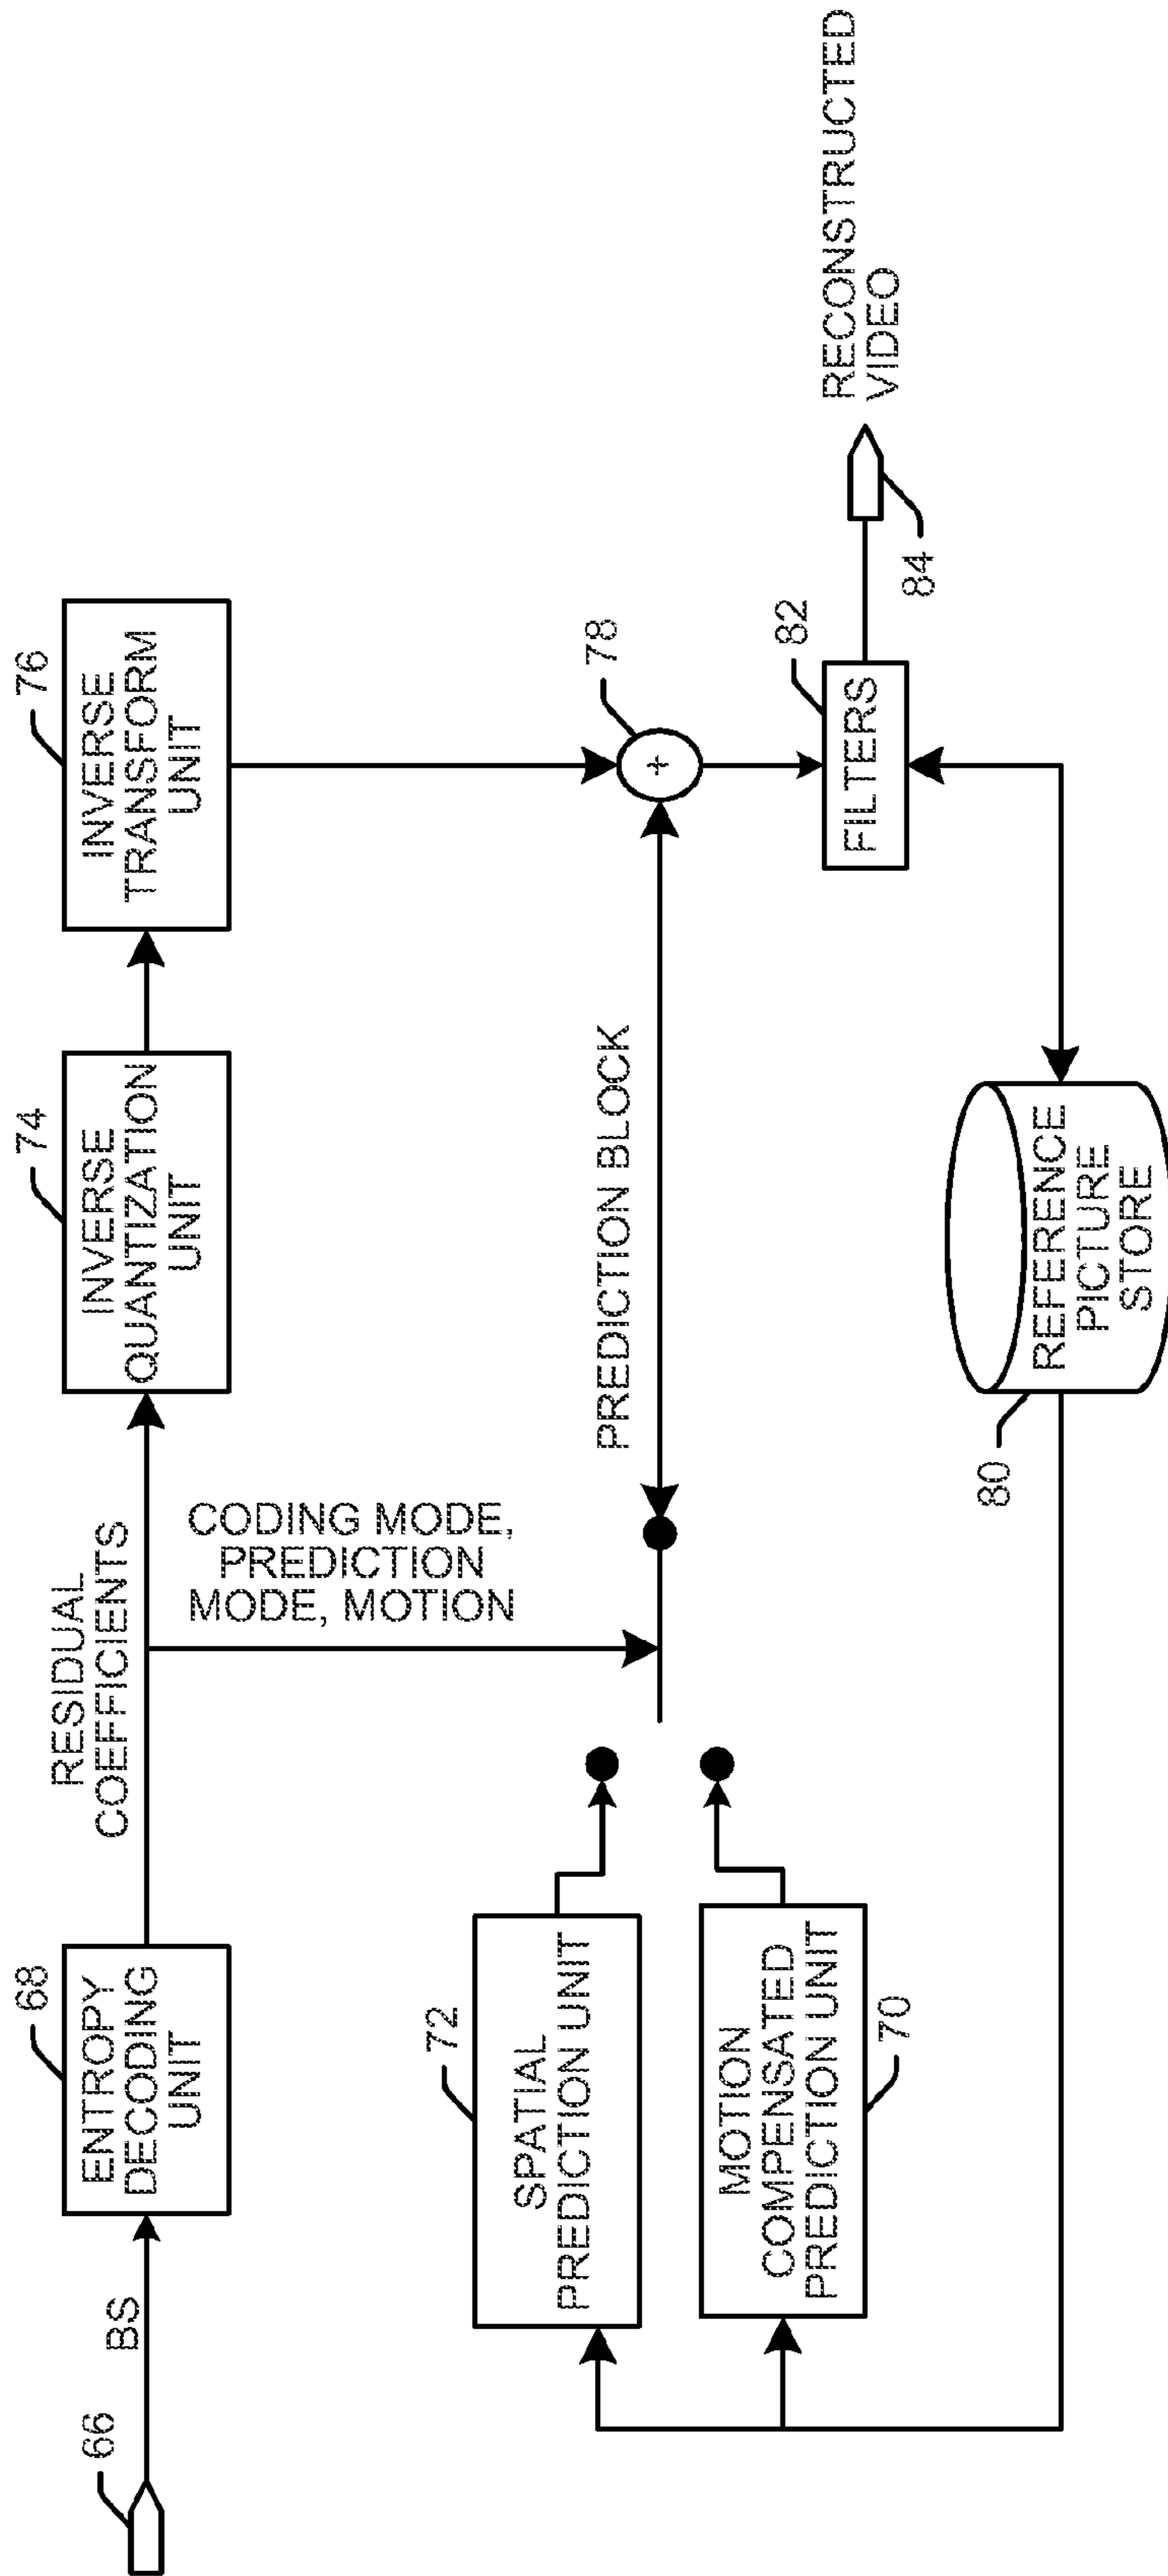 66
BS
68
ENTROPY
DECODING
UNIT
RESIDUAL
COEFFICIENTS
74
INVERSE
QUANTIZATION
UNIT
76
INVERSE
TRANSFORM
UNIT
CODING MODE,
PREDICTION
MODE, MOTION
72
SPATIAL
PREDICTION UNIT
MOTION
COMPENSATED
PREDICTION UNIT
70
PREDICTION BLOCK
78
+
82
FILTERS
84
RECONSTRUCTED
VIDEO
80
REFERENCE
PICTURE
STORE